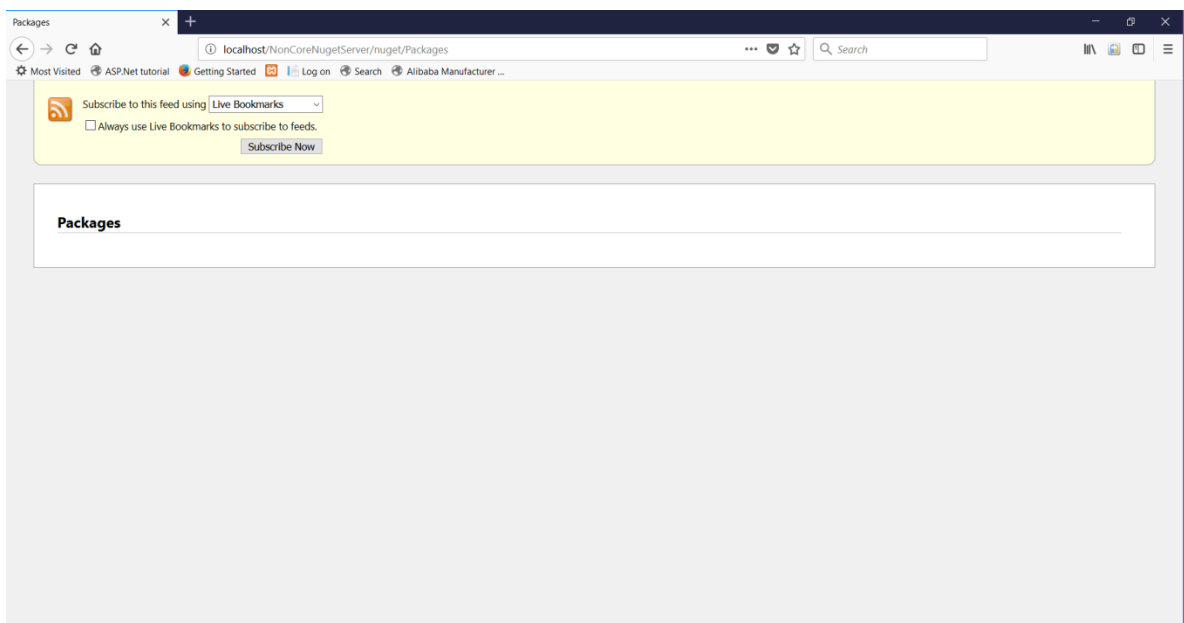 Packages
localhost/NonCoreNugetServer/nuget/Packages
Search
Most Visited ASP.Net tutorial Getting Started Log on Search Alibaba Manufacturer ...
Subscribe to this feed using Live Bookmarks
Always use Live Bookmarks to subscribe to feeds.
Subscribe Now
Packages